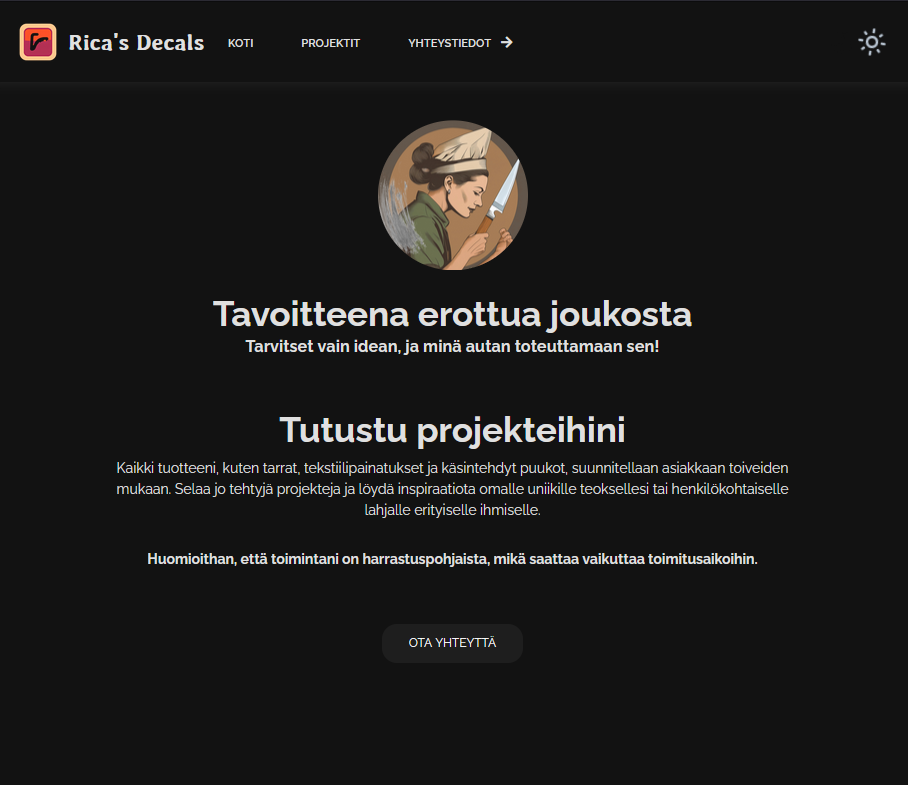 Rica's Decals
KOTI
PROJEKTIT
YHTEYSTIEDOT
Tavoitteena erottua joukosta
Tarvitset vain idean, ja minä autan toteuttamaan sen!
Tutustu projekteihini
Kaikki tuotteeni, kuten tarrat, tekstiilipainatukset ja käsintehdyt puukot, suunnitellaan asiakkaan toiveiden
mukaan. Selaa jo tehtyjä projekteja ja löydä inspiraatiota omalle uniikille teoksellesi tai henkilökohtaiselle
lahjalle erityiselle ihmiselle.
Huomioithan, että toimintani on harrastuspohjaista, mikä saattaa vaikuttaa toimitusaikoihin.
OTA YHTEYTTÄ